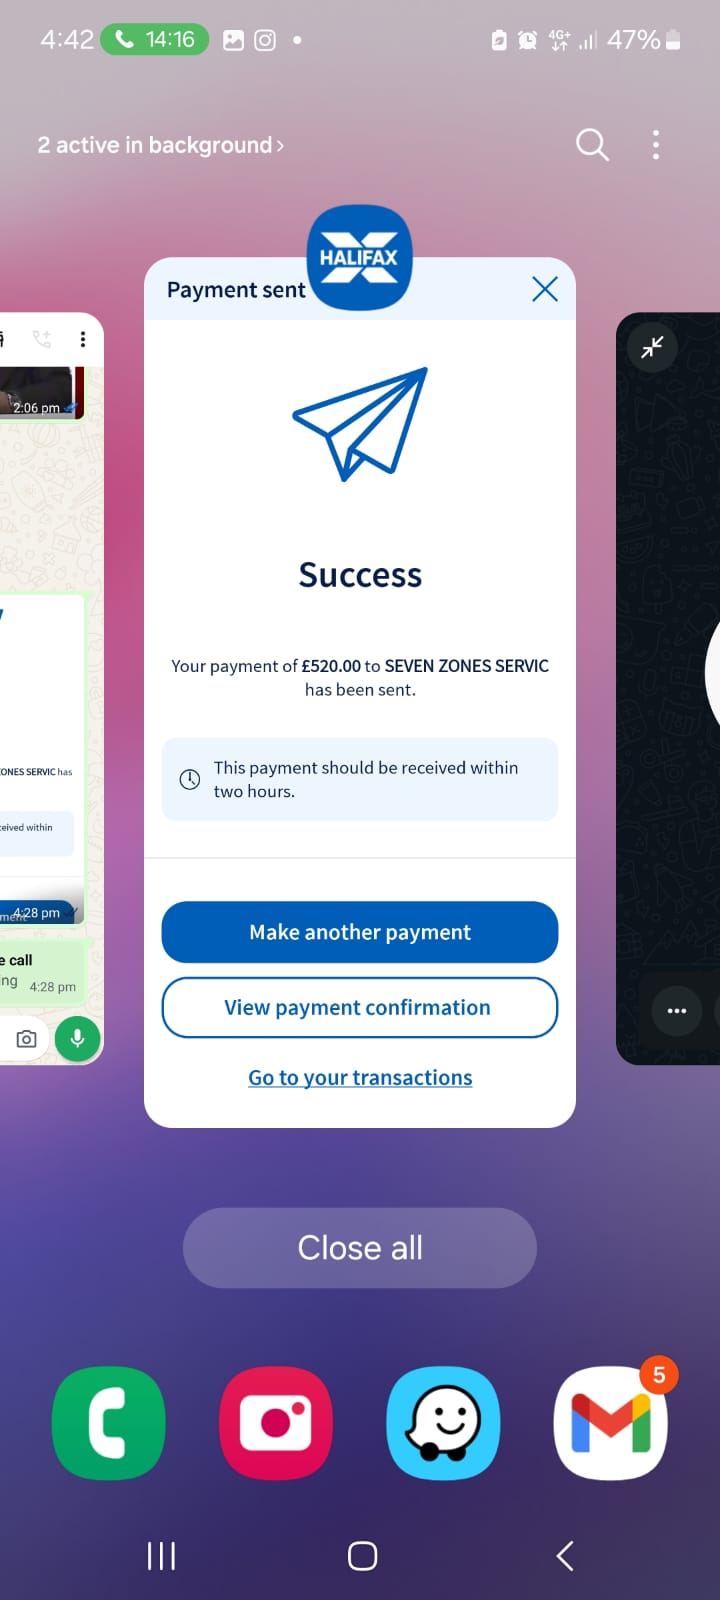 4:42 14:16 4G+ 47%
2 active in background
HALIFAX
Payment sent
2:06 pm
Success
Your payment of £520.00 to SEVEN ZONES SERVIC
has been sent.
This payment should be received within
two hours.
ONES SERVIC has
eived within
4:28 pm
e call
ng 4:28 pm
Make another payment
View payment confirmation
Go to your transactions
Close all
5